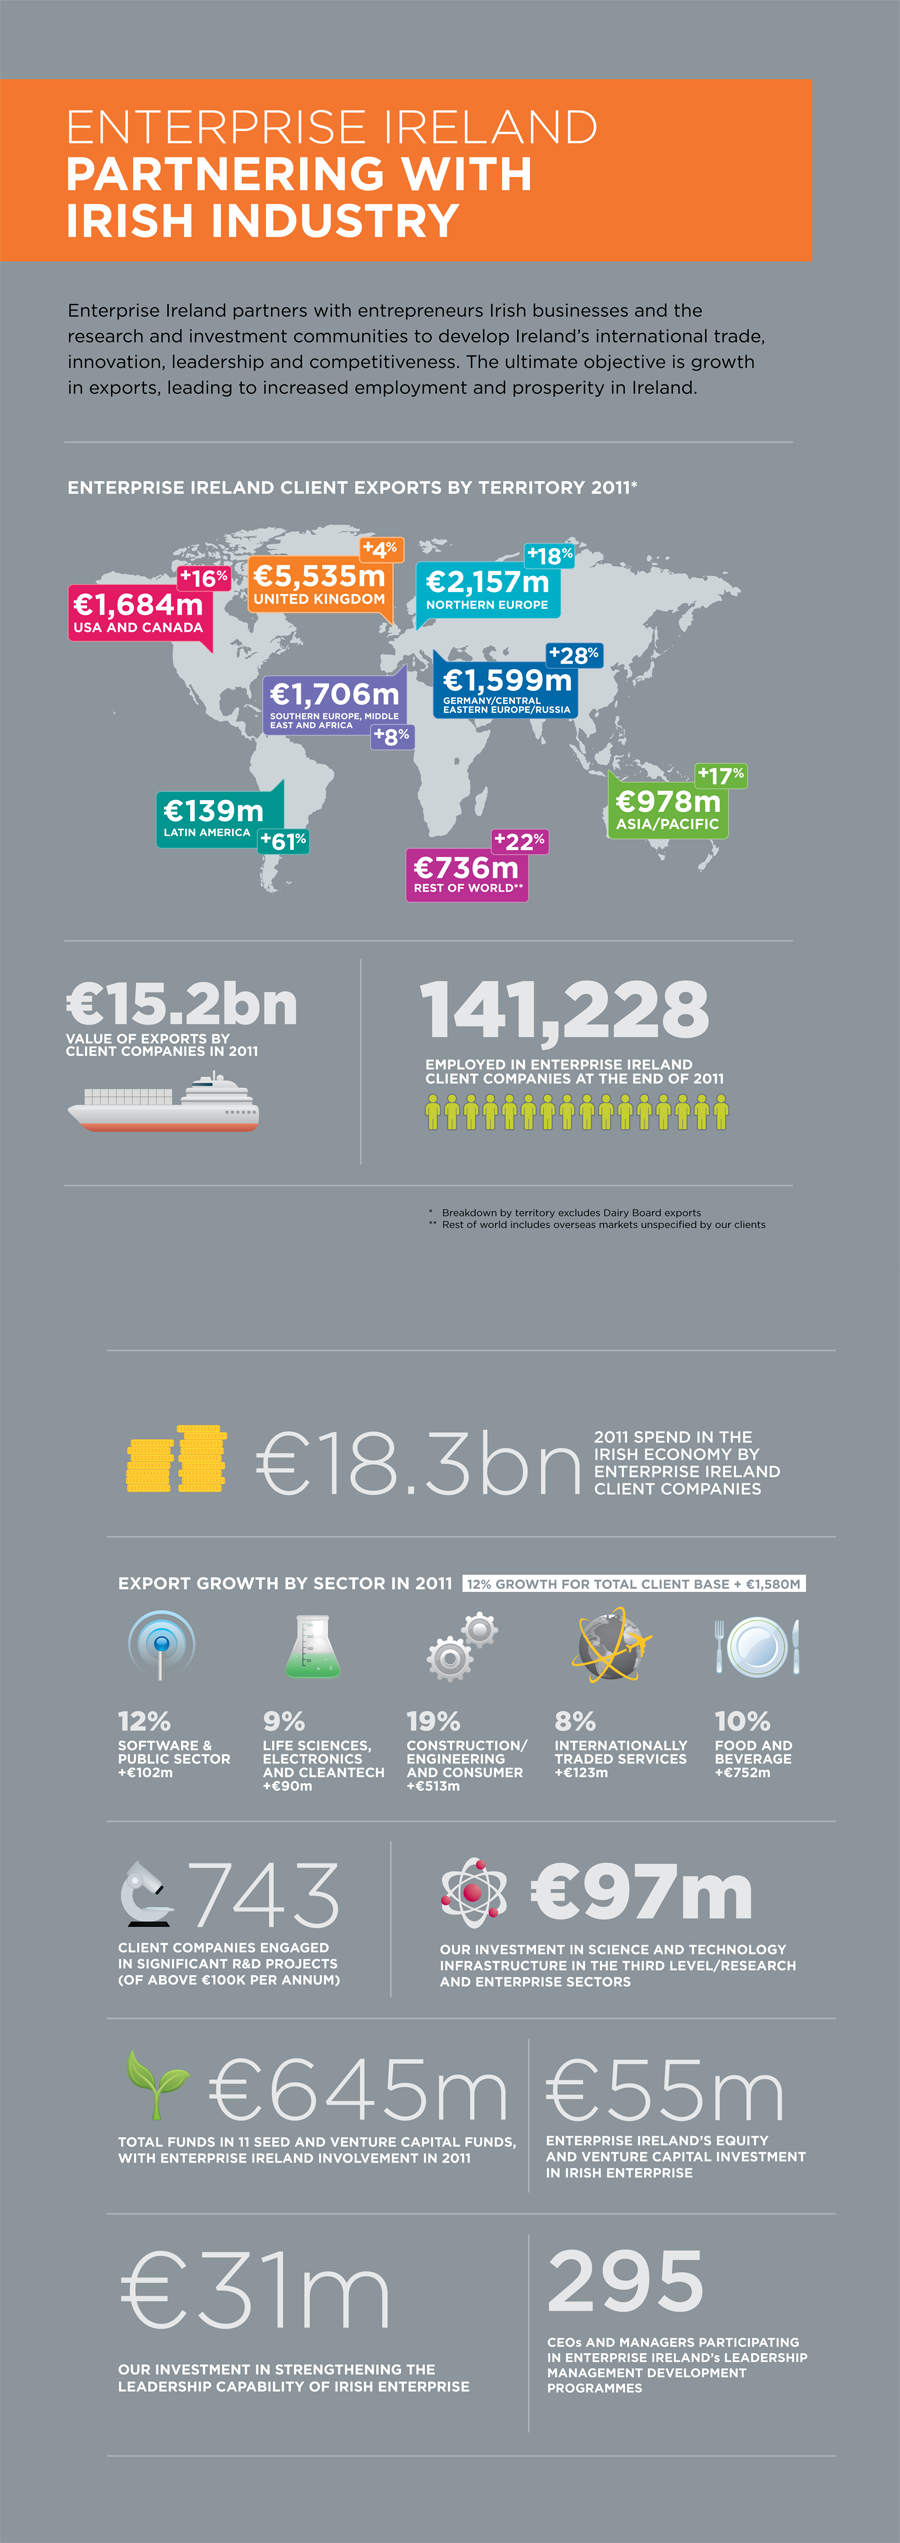 ENTERPRISE IRELAND
PARTNERING WITH
IRISH INDUSTRY
Enterprise Ireland partners with entrepreneurs Irish businesses and the
research and investment communities to develop Ireland's international trade,
innovation, leadership and competitiveness. The ultimate objective is growth
in exports, leading to increased employment and prosperity in Ireland.
ENTERPRISE IRELAND CLIENT EXPORTS BY TERRITORY 2011*
+16%
€1,684m
USA AND CANADA
+4%
€5,535m
UNITED KINGDOM
+18%
€2,157m
NORTHERN EUROPE
+28%
€1,599m
GERMANY/CENTRAL
EASTERN EUROPE/RUSSIA
€1,706m
SOUTHERN EUROPE, MIDDLE
EAST AND AFRICA
+8%
€139m
LATIN AMERICA
+61%
+22%
€736m
REST OF WORLD**
+17%
€978m
ASIA/PACIFIC
€15.2bn
VALUE OF EXPORTS BY
CLIENT COMPANIES IN 2011
141,228
EMPLOYED IN ENTERPRISE IRELAND
CLIENT COMPANIES AT THE END OF 2011
* Breakdown by territory excludes Dairy Board exports
** Rest of world includes overseas markets unspecified by our clients
€18.3bn
2011 SPEND IN THE
IRISH ECONOMY BY
ENTERPRISE IRELAND
CLIENT COMPANIES
EXPORT GROWTH BY SECTOR IN 2011
12% GROWTH FOR TOTAL CLIENT BASE + €1,580M
12%
SOFTWARE &
PUBLIC SECTOR
+€102m
9%
LIFE SCIENCES,
ELECTRONICS
AND CLEANTECH
+€90m
19%
CONSTRUCTION/
ENGINEERING
AND CONSUMER
+€513m
8%
INTERNATIONALLY
TRADED SERVICES
+€123m
10%
FOOD AND
BEVERAGE
+€752m
743
CLIENT COMPANIES ENGAGED
IN SIGNIFICANT R&D PROJECTS
(OF ABOVE €100K PER ANNUM)
€97m
OUR INVESTMENT IN SCIENCE AND TECHNOLOGY
INFRASTRUCTURE IN THE THIRD LEVEL/RESEARCH
AND ENTERPRISE SECTORS
€645m
TOTAL FUNDS IN 11 SEED AND VENTURE CAPITAL FUNDS,
WITH ENTERPRISE IRELAND INVOLVEMENT IN 2011
€55m
ENTERPRISE IRELAND'S EQUITY
AND VENTURE CAPITAL INVESTMENT
IN IRISH ENTERPRISE
€31m
OUR INVESTMENT IN STRENGTHENING THE
LEADERSHIP CAPABILITY OF IRISH ENTERPRISE
295
CEOs AND MANAGERS PARTICIPATING
IN ENTERPRISE IRELAND's LEADERSHIP
MANAGEMENT DEVELOPMENT
PROGRAMMES